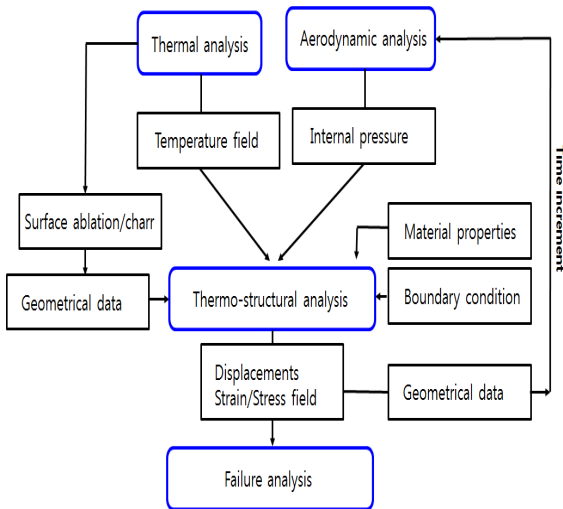 Thermal analysis
Aerodynamic analysis
Temperature field
Internal pressure
Time increment
Surface ablation/charr
Material properties
Geometrical data
Thermo-structural analysis
Boundary condition
Displacements
Strain/Stress field
Geometrical data
Failure analysis